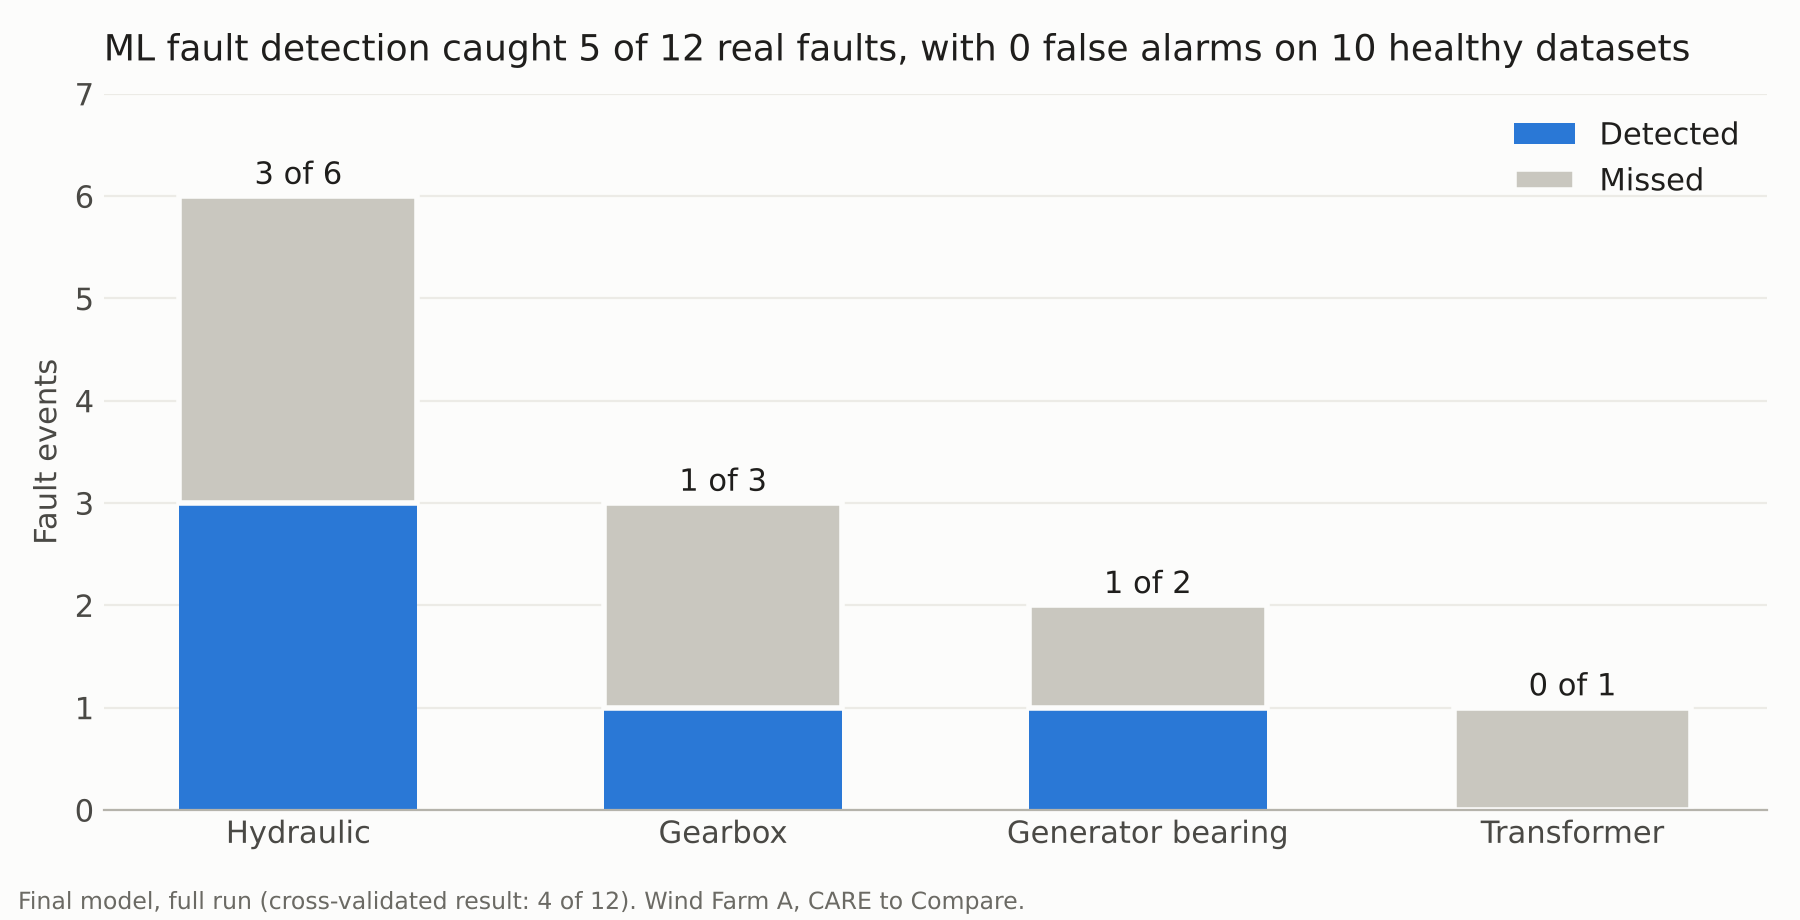 ML fault detection caught 5 of 12 real faults, with 0 false alarms on 10 healthy datasets
7
6
5
4
3
2
1
0
Fault events
Detected
Missed
3 of 6
1 of 3
1 of 2
0 of 1
Hydraulic
Gearbox
Generator bearing
Transformer
Final model, full run (cross-validated result: 4 of 12). Wind Farm A, CARE to Compare.